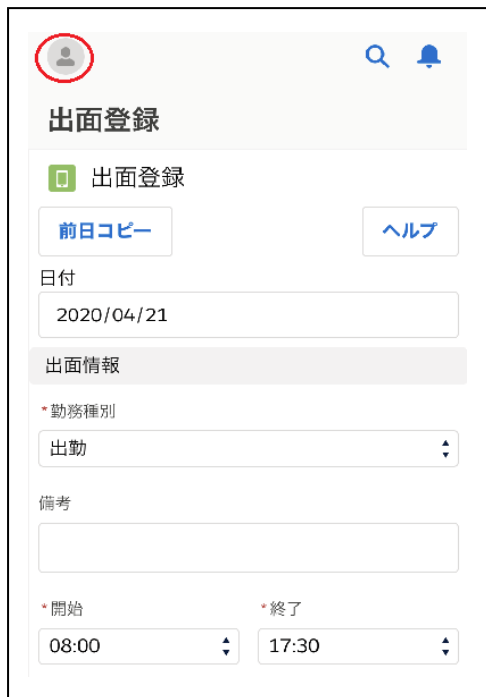 出面登録
出面登録
前日コピー ヘルプ
日付
2020/04/21
出面情報
*勤務種別
出勤
備考
*開始 *終了
08:00 17:30